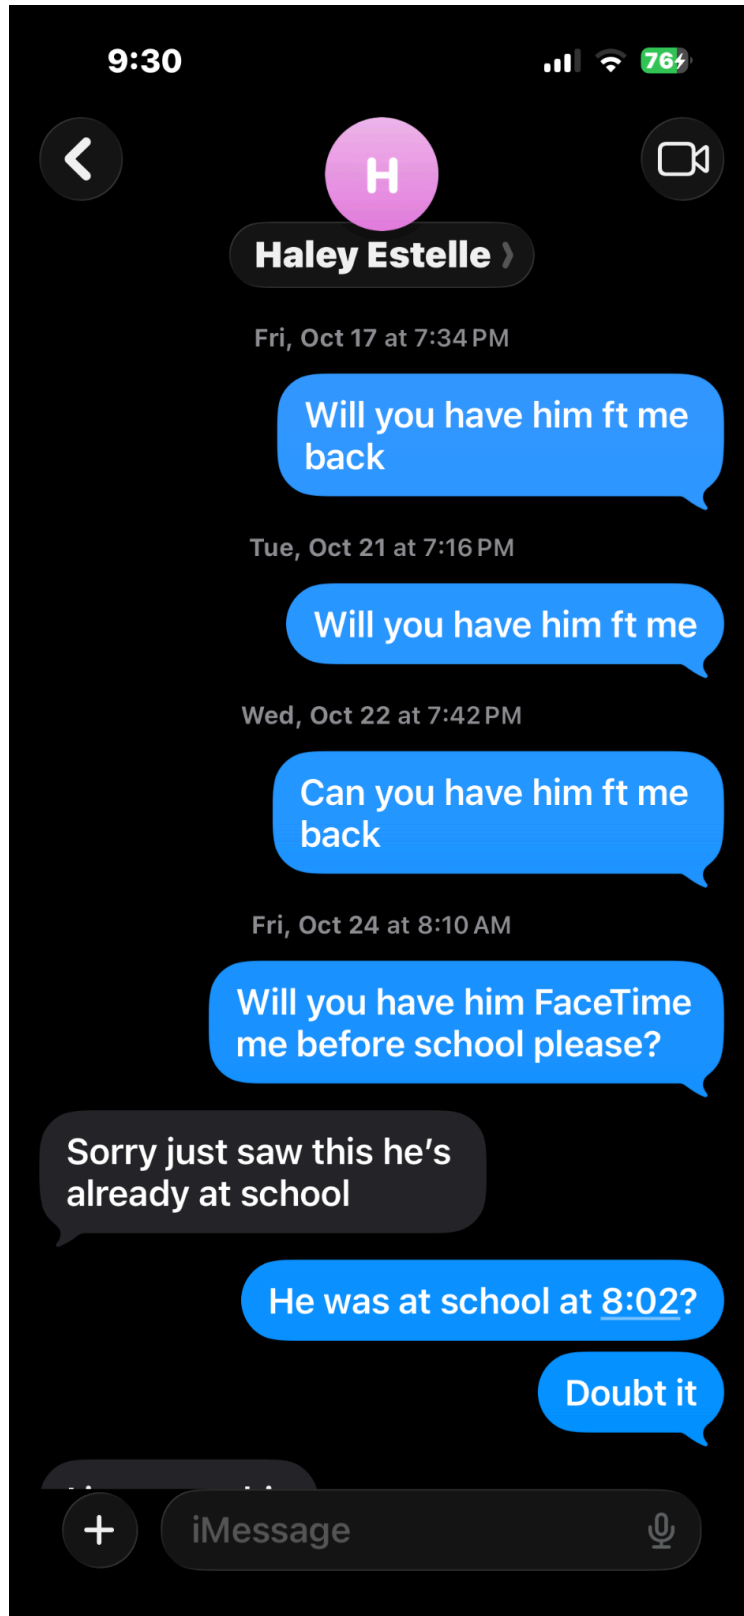 9:30
76
H
Haley Estelle
Fri, Oct 17 at 7:34 PM
Will you have him ft me
back
Tue, Oct 21 at 7:16 PM
Will you have him ft me
Wed, Oct 22 at 7:42 PM
Can you have him ft me
back
Fri, Oct 24 at 8:10 AM
Will you have him FaceTime
me before school please?
Sorry just saw this he’s
already at school
He was at school at 8:02?
Doubt it
iMessage